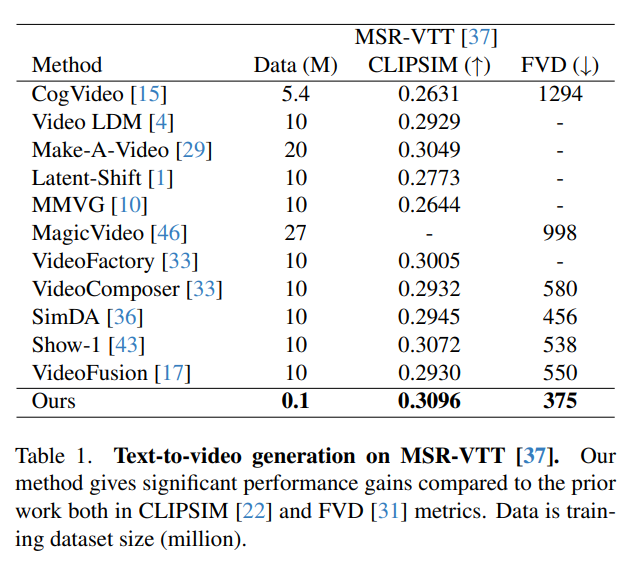 MSR-VTT [37]
Method Data (M) CLIPSIM (↑) FVD (↓)
CogVideo [15] 5.4 0.2631 1294
Video LDM [4] 10 0.2929 -
Make-A-Video [29] 20 0.3049 -
Latent-Shift [1] 10 0.2773 -
MMVG [10] 10 0.2644 -
MagicVideo [46] 27 - 998
VideoFactory [33] 10 0.3005 -
VideoComposer [33] 10 0.2932 580
SimDA [36] 10 0.2945 456
Show-1 [43] 10 0.3072 538
VideoFusion [17] 10 0.2930 550
Ours 0.1 0.3096 375
Table 1. Text-to-video generation on MSR-VTT [37]. Our
method gives significant performance gains compared to the prior
work both in CLIPSIM [22] and FVD [31] metrics. Data is train-
ing dataset size (million).